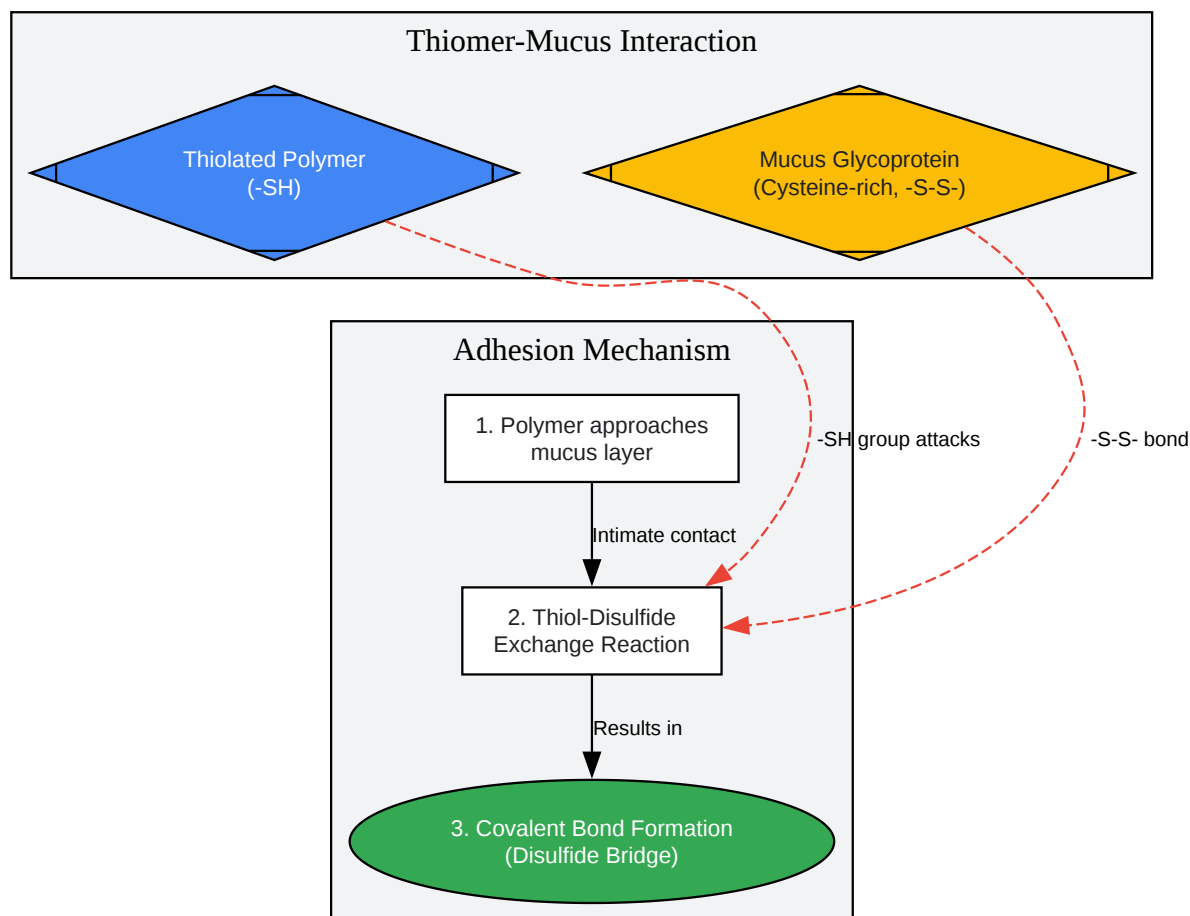 Thiomer-Mucus Interaction
Thiolated Polymer
(-SH)
Mucus Glycoprotein
(Cysteine-rich, -S-S-)
Adhesion Mechanism
1. Polymer approaches
mucus layer
-SH group attacks
-S-S- bond
Intimate contact
2. Thiol-Disulfide
Exchange Reaction
Results in
3. Covalent Bond Formation
(Disulfide Bridge)